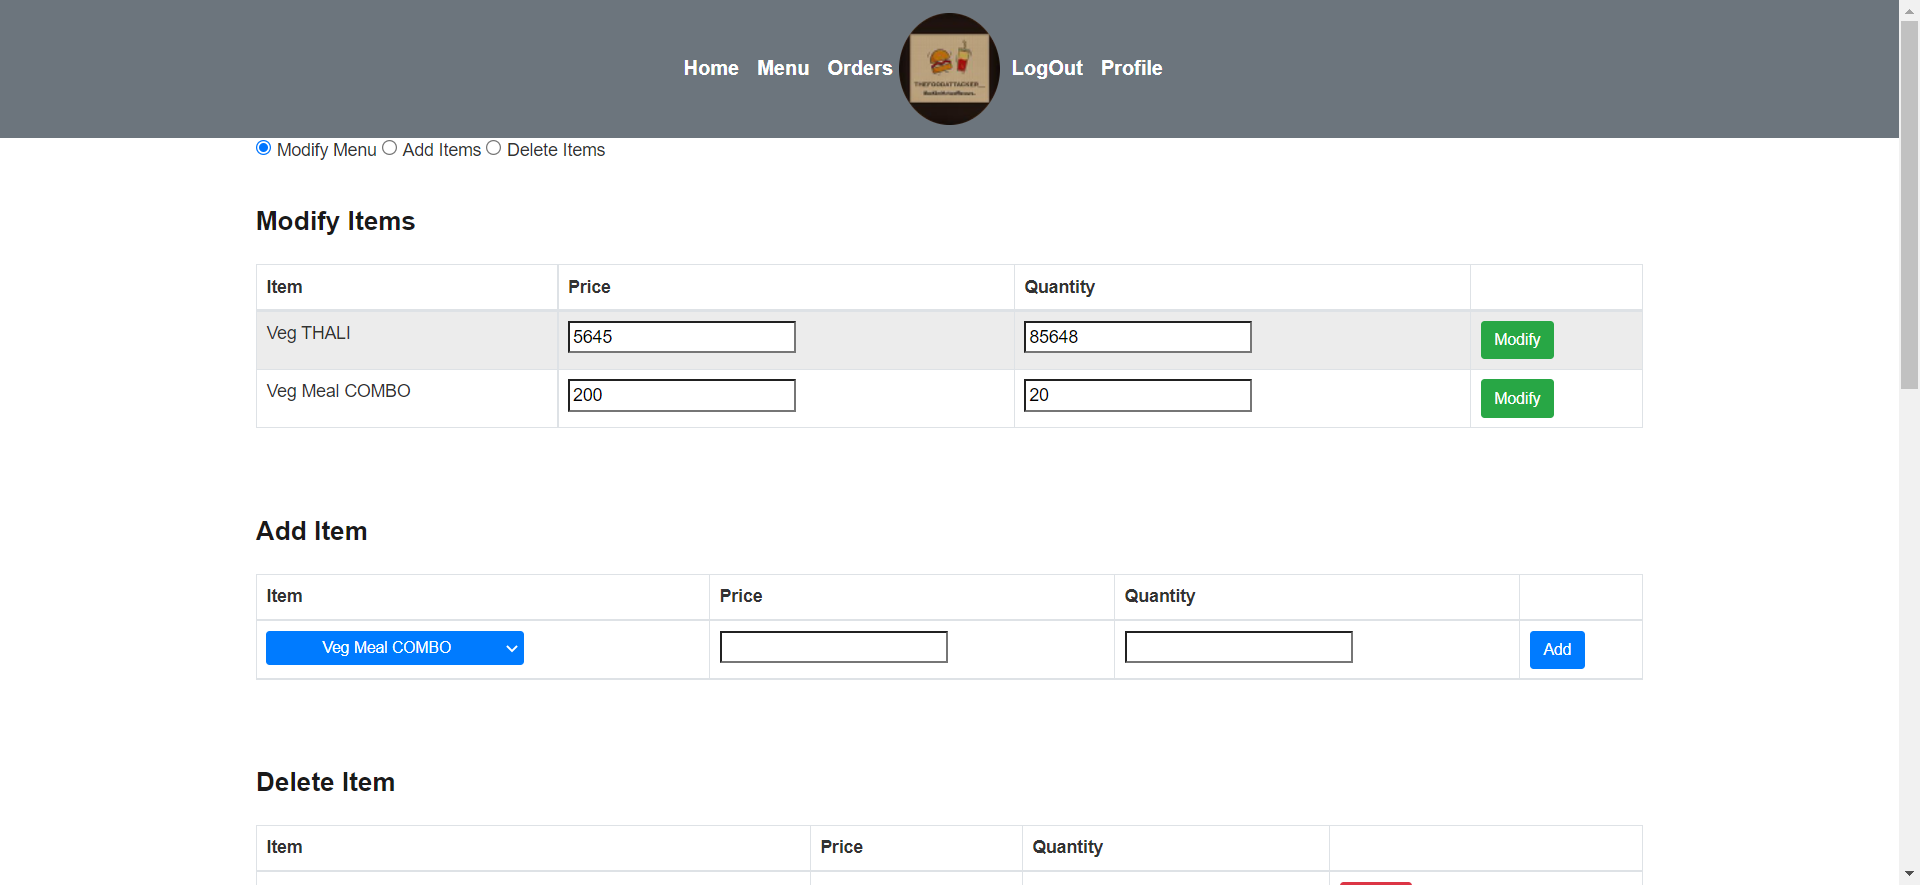 Home Menu Orders THEFOODATTACKER__ LogOut Profile
Modify Menu Add Items Delete Items
Modify Items
Item Price Quantity
Veg THALI 5645 85648 Modify
Veg Meal COMBO 200 20 Modify
Add Item
Item Price Quantity
Veg Meal COMBO Add
Delete Item
Item Price Quantity